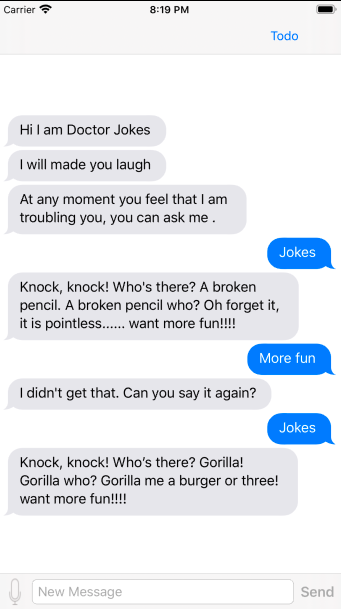 Carrier 8:19 PM
Todo
Hi I am Doctor Jokes
I will made you laugh
At any moment you feel that I am
troubling you, you can ask me .
Jokes
Knock, knock! Who's there? A broken
pencil. A broken pencil who? Oh forget it,
it is pointless...... want more fun!!!!
More fun
I didn't get that. Can you say it again?
Jokes
Knock, knock! Who’s there? Gorilla!
Gorilla who? Gorilla me a burger or three!
want more fun!!!!
New Message Send